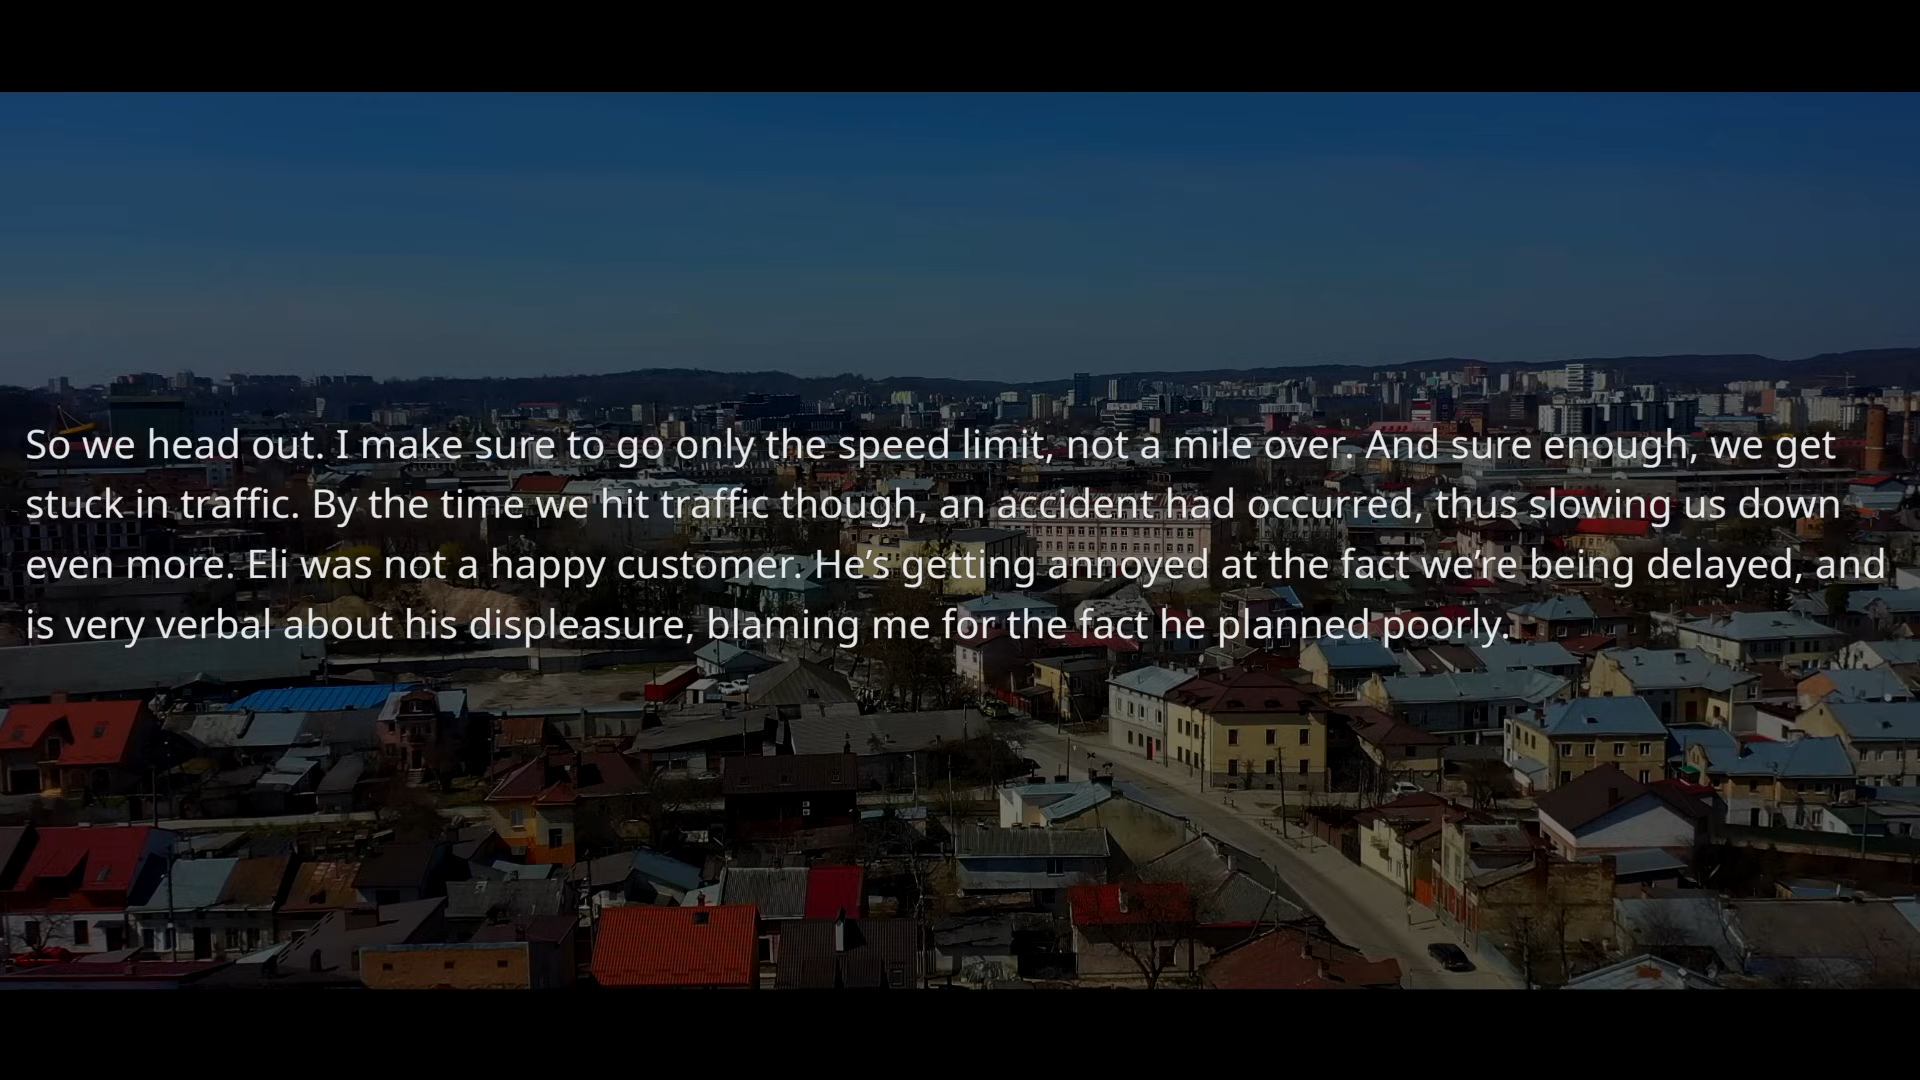 So we head out. I make sure to go only the speed limit, not a mile over. And sure enough, we get
stuck in traffic. By the time we hit traffic though, an accident had occurred, thus slowing us down
even more. Eli was not a happy customer. He’s getting annoyed at the fact we’re being delayed, and
is very verbal about his displeasure, blaming me for the fact he planned poorly.